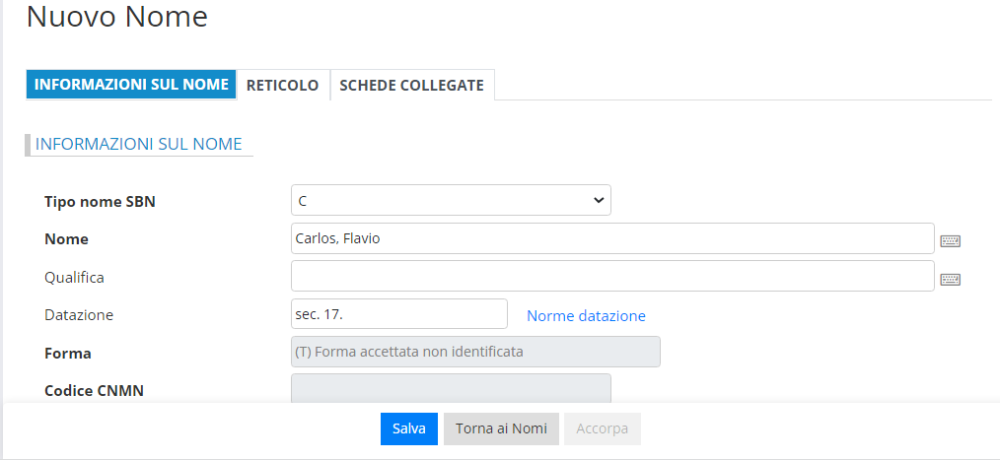 Nuovo Nome
INFORMAZIONI SUL NOME RETICOLO SCHEDE COLLEGATE
INFORMAZIONI SUL NOME
Tipo nome SBN C
Nome Carlos, Flavio
Qualifica
Datazione sec. 17. Norme datazione
Forma (T) Forma accettata non identificata
Codice CNMN
Salva Torna ai Nomi Accorpa